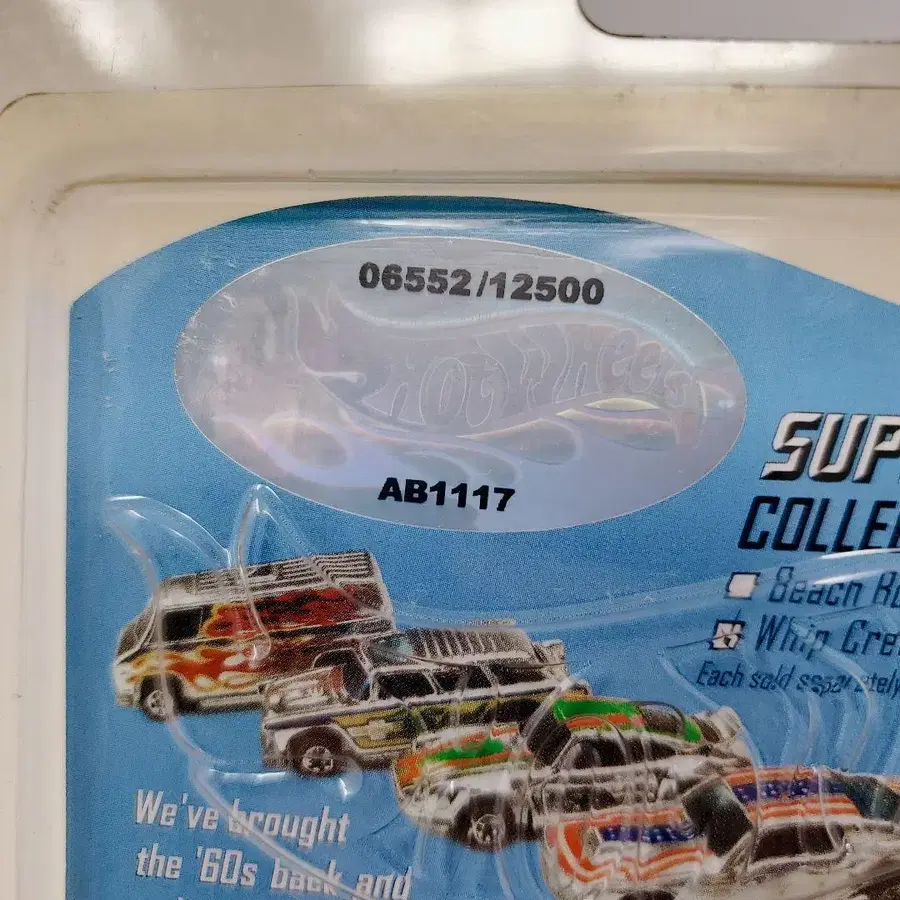 06552/12500
Hot Wheels
AB1117
SUP
COLLE
Beach
Whip Cre
Each sold separately
We've brought
the '60s back and